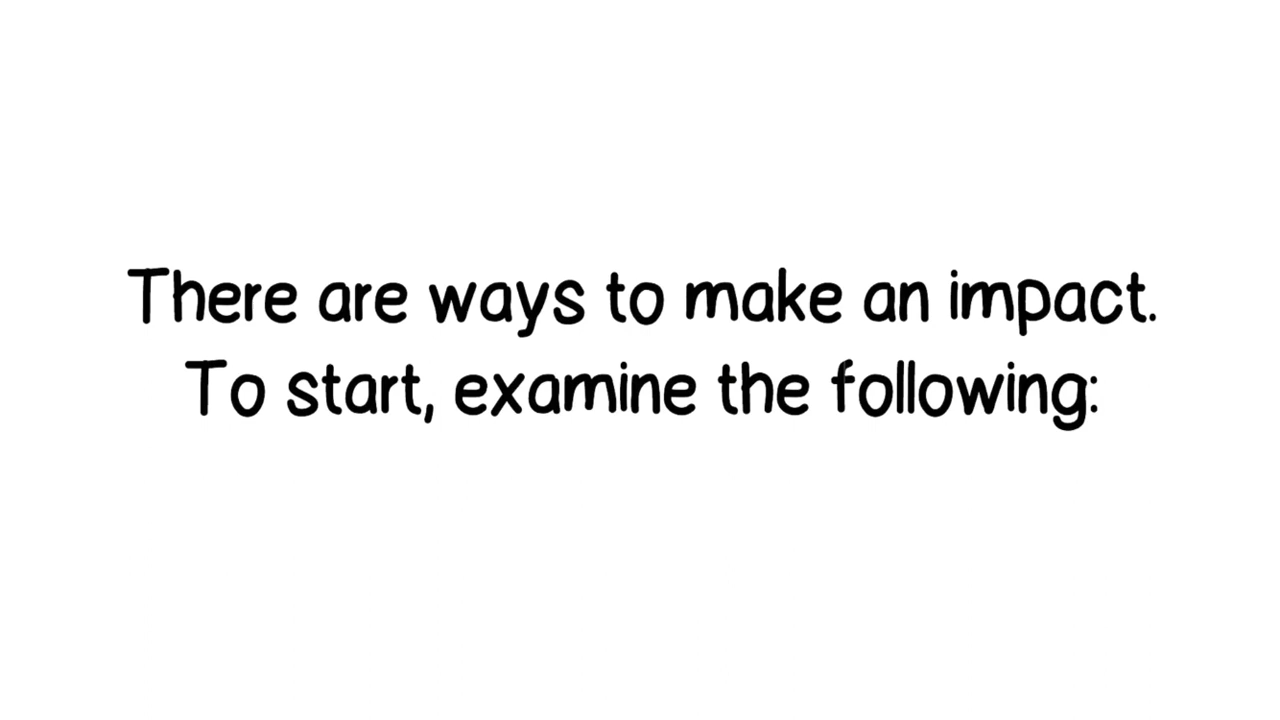 There are ways to make an impact.
To start, examine the following: